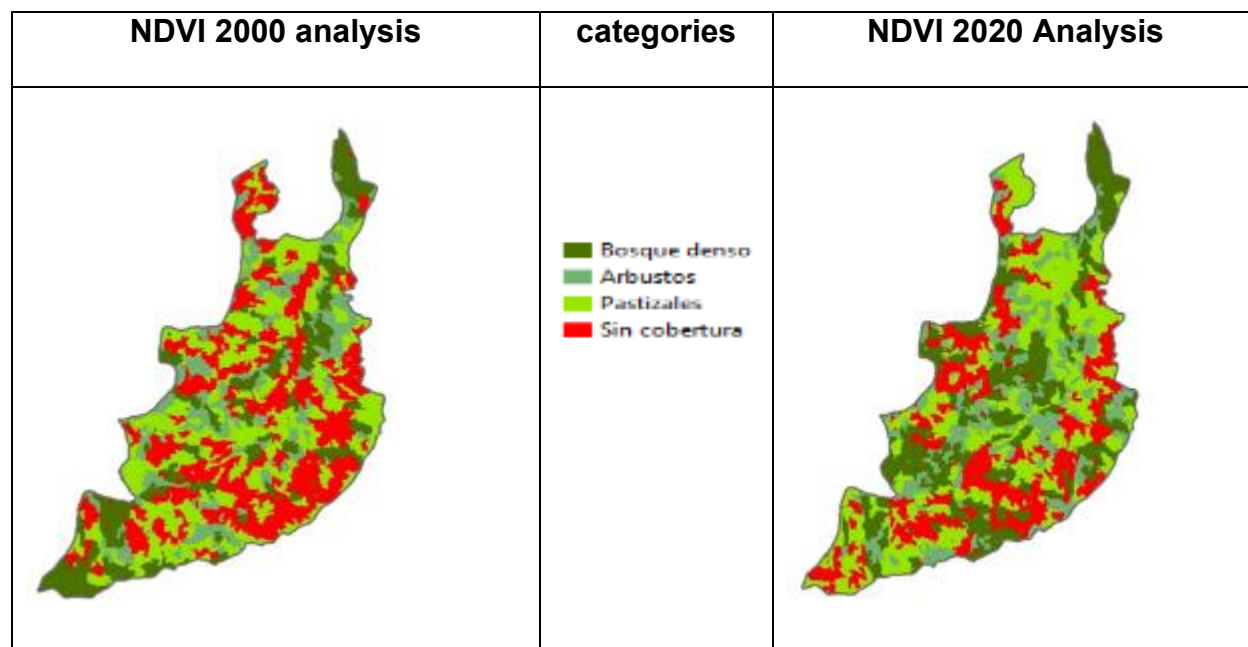 NDVI 2000 analysis
categories
NDVI 2020 Analysis
Bosque denso
Arbustos
Pastizales
Sin cobertura